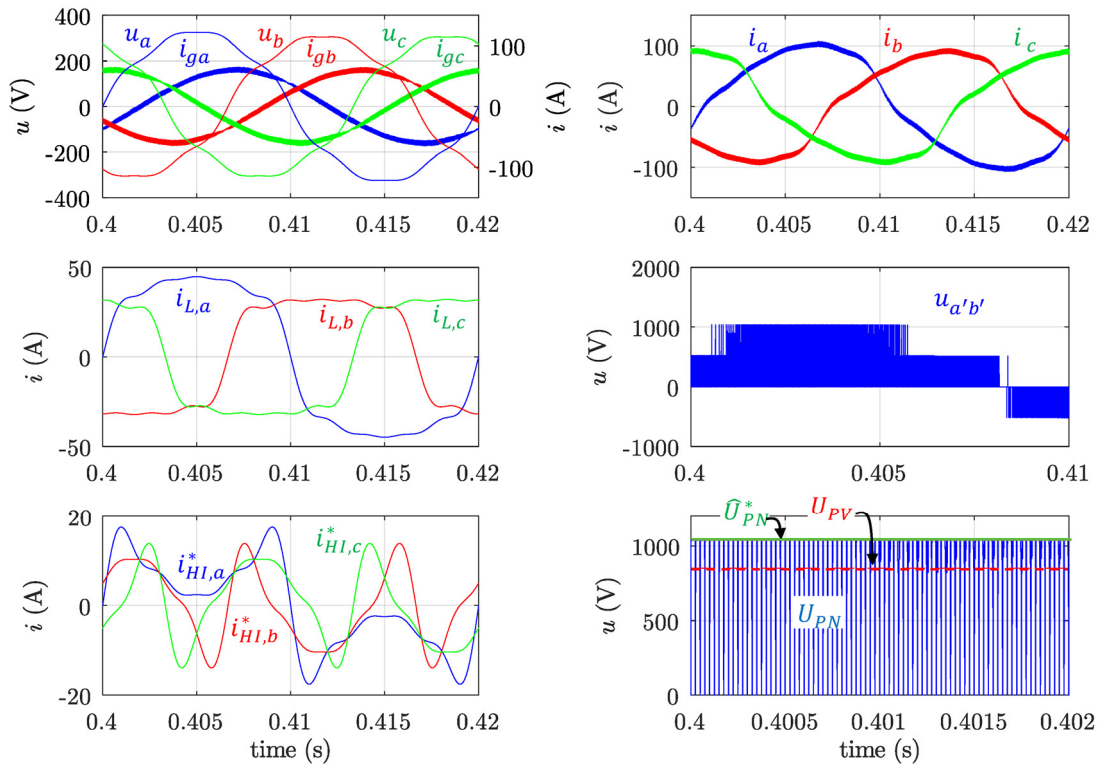 400
200
0
-200
-400
u (V)
u_a i_ga u_b i_gb u_c i_gc
100
0
-100
i (A)
0.4 0.405 0.41 0.415 0.42
i (A)
100
0
-100
i_a i_b i_c
0.4 0.405 0.41 0.415 0.42
i (A)
50
0
-50
i_L,a i_L,b i_L,c
0.4 0.405 0.41 0.415 0.42
u (V)
2000
1000
0
-1000
u_a'b'
0.4 0.405 0.41
i (A)
20
0
-20
i*_HI,a i*_HI,b i*_HI,c
0.4 0.405 0.41 0.415 0.42
time (s)
u (V)
1000
500
0
Û*_PN U_PV
U_PN
0.4 0.4005 0.401 0.4015 0.402
time (s)